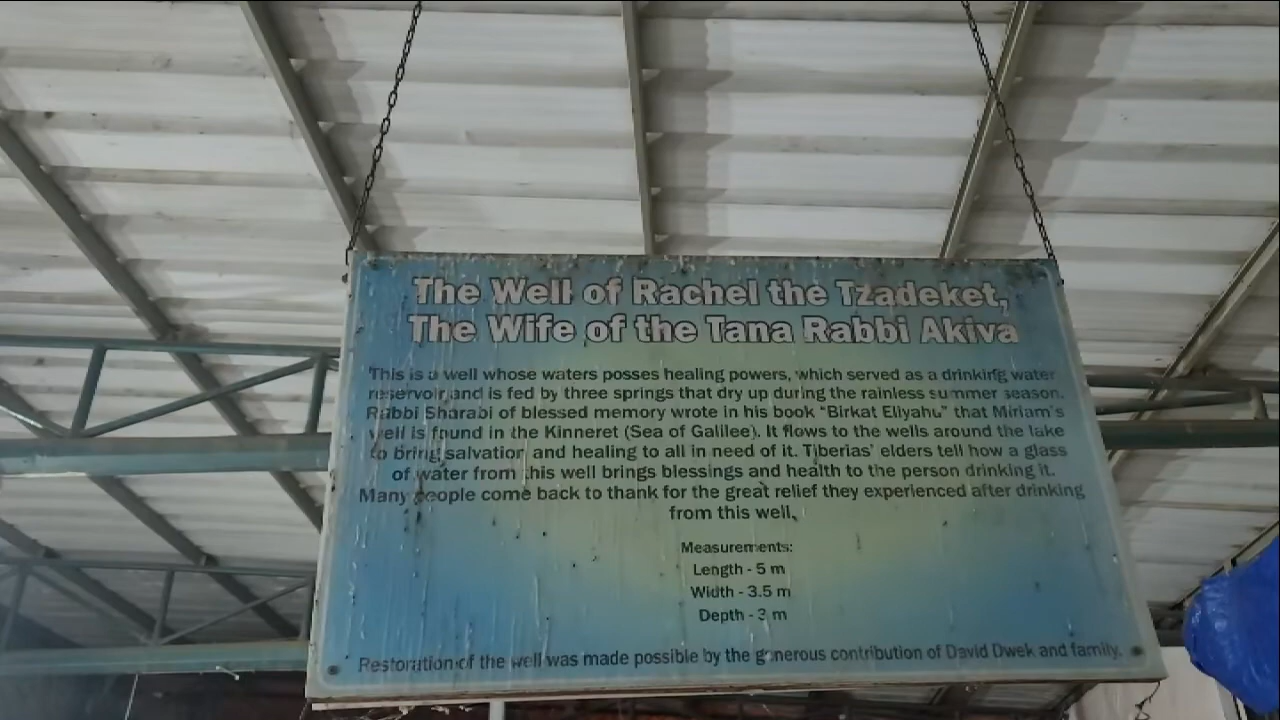 The Well of Rachel the Tzadeket,
The Wife of the Tana Rabbi Akiva
This is a well whose waters posses healing powers, which served as a drinking water
reservoir and is fed by three springs that dry up during the rainless summer season.
Rabbi Sharabi of blessed memory wrote in his book "Birkat Eliyahu" that Miriam's
well is found in the Kinneret (Sea of Galilee). It flows to the wells around the lake
to bring salvation and healing to all in need of it. Tiberias' elders tell how a glass
of water from this well brings blessings and health to the person drinking it.
Many people come back to thank for the great relief they experienced after drinking
from this well.
Measurements:
Length - 5 m
Width - 3.5 m
Depth - 3 m
Restoration of the well was made possible by the generous contribution of David Dwek and family.